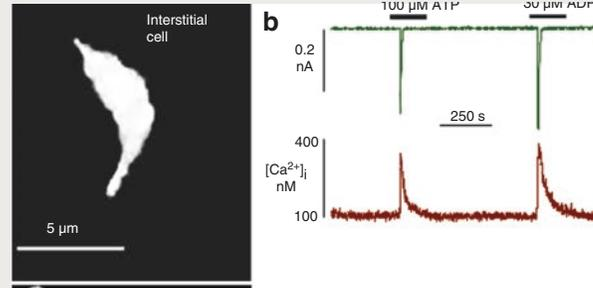 Interstitial
cell
5 µm
b
100 µM ATP
30 µM ADP
0.2
nA
250 s
400
[Ca²⁺]i
nM
100